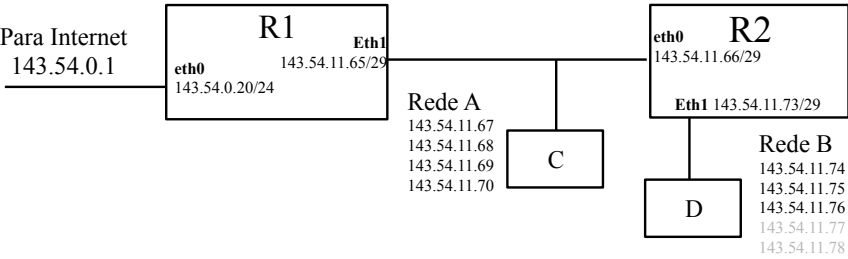 Para Internet
143.54.0.1
R1
eth0
143.54.0.20/24
Eth1
143.54.11.65/29
Rede A
143.54.11.67
143.54.11.68
143.54.11.69
143.54.11.70
C
R2
eth0
143.54.11.66/29
Eth1 143.54.11.73/29
D
Rede B
143.54.11.74
143.54.11.75
143.54.11.76
143.54.11.77
143.54.11.78